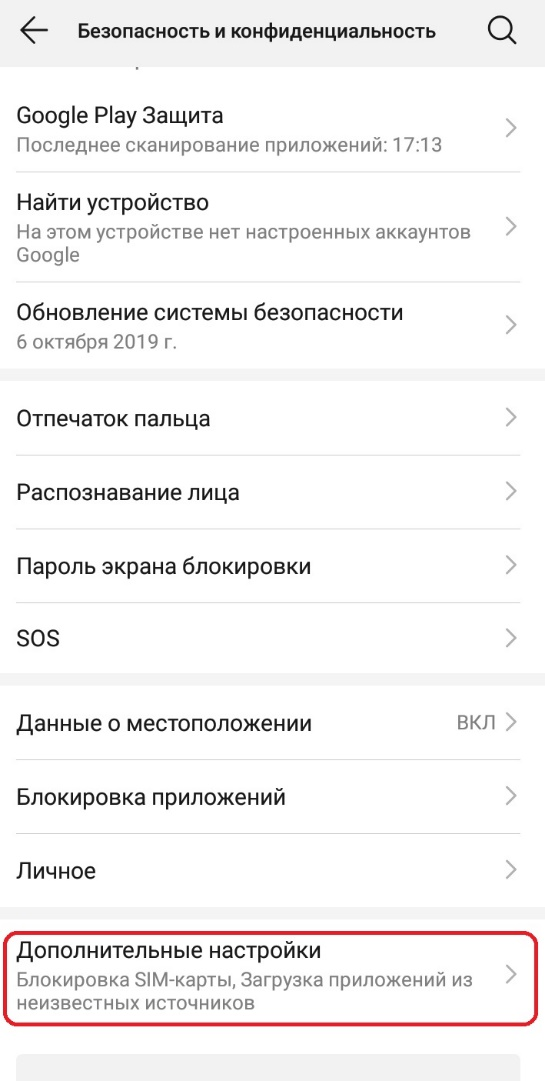 Безопасность и конфиденциальность
Google Play Защита
Последнее сканирование приложений: 17:13
Найти устройство
На этом устройстве нет настроенных аккаунтов
Google
Обновление системы безопасности
6 октября 2019 г.
Отпечаток пальца
Распознавание лица
Пароль экрана блокировки
SOS
Данные о местоположении ВКЛ
Блокировка приложений
Личное
Дополнительные настройки
Блокировка SIM-карты, Загрузка приложений из
неизвестных источников